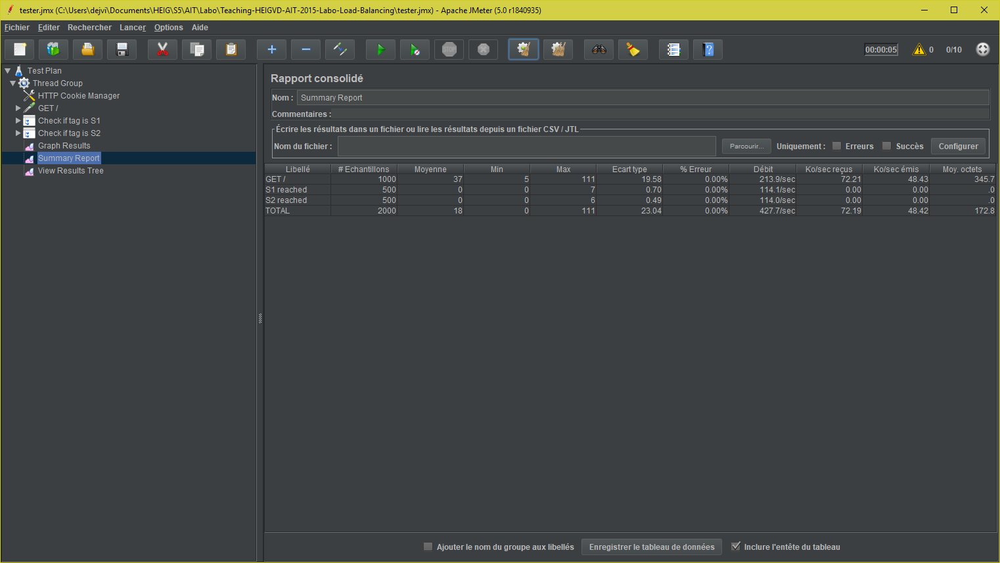 tester.jmx (C:\Users\dejvi\Documents\HEIG\S5\AIT\Labo\Teaching-HEIGVD-AIT-2015-Labo-Load-Balancing\tester.jmx) - Apache JMeter (5.0 r1840935)
Fichier Editer Rechercher Lancer Options Aide
STOP 00:00:05 0 0/10
Test Plan
Thread Group
HTTP Cookie Manager
GET /
Check if tag is S1
Check if tag is S2
Graph Results
Summary Report
View Results Tree
Rapport consolidé
Nom : Summary Report
Commentaires :
Écrire les résultats dans un fichier ou lire les résultats depuis un fichier CSV / JTL
Nom du fichier : Parcourir... Uniquement : Erreurs Succès Configurer
Libellé # Echantillons Moyenne Min Max Ecart type % Erreur Débit Ko/sec reçus Ko/sec émis Moy. octets
GET / 1000 37 5 111 19.58 0.00% 213.9/sec 72.21 48.43 345.7
S1 reached 500 0 0 7 0.70 0.00% 114.1/sec 0.00 0.00 .0
S2 reached 500 0 0 6 0.49 0.00% 114.0/sec 0.00 0.00 .0
TOTAL 2000 18 0 111 23.04 0.00% 427.7/sec 72.19 48.42 172.8
Ajouter le nom du groupe aux libellés Enregistrer le tableau de données Inclure l'entête du tableau